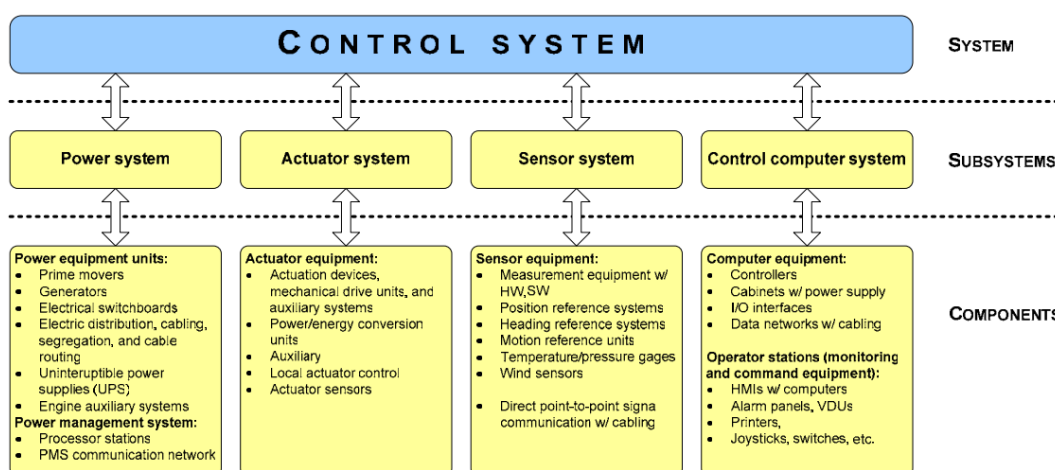 CONTROL SYSTEM
SYSTEM
Power system
Actuator system
Sensor system
Control computer system
SUBSYSTEMS
Power equipment units:
• Prime movers
• Generators
• Electrical switchboards
• Electric distribution, cabling,
segregation, and cable
routing
• Uninteruptible power
supplies (UPS)
• Engine auxiliary systems
Power management system:
• Processor stations
• PMS communication network
Actuator equipment:
• Actuation devices,
mechanical drive units, and
auxiliary systems
• Power/energy conversion
units
• Auxiliary
• Local actuator control
• Actuator sensors
Sensor equipment:
• Measurement equipment w/
HW,SW
• Position reference systems
• Heading reference systems
• Motion reference units
• Temperature/pressure gages
• Wind sensors
• Direct point-to-point signa
communication w/ cabling
Computer equipment:
• Controllers
• Cabinets w/ power supply
• I/O interfaces
• Data networks w/ cabling
Operator stations (monitoring
and command equipment):
• HMIs w/ computers
• Alarm panels, VDUs
• Printers,
• Joysticks, switches, etc.
COMPONENTS